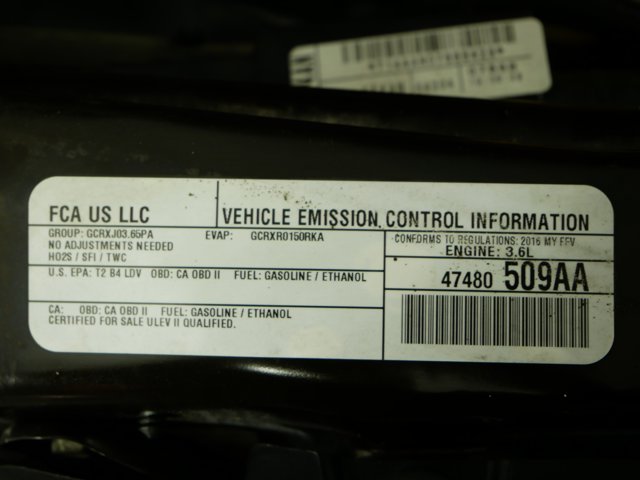 FCA US LLC
VEHICLE EMISSION CONTROL INFORMATION
GROUP: GCRXJ03.65PA EVAP: GCRXR0150RKA
NO ADJUSTMENTS NEEDED
HO2S / SFI / TWC
CONFORMS TO REGULATIONS: 2016 MY FFV
ENGINE: 3.6L
U.S. EPA: T2 B4 LDV OBD: CA OBD II FUEL: GASOLINE / ETHANOL
47480 509AA
CA: OBD: CA OBD II FUEL: GASOLINE / ETHANOL
CERTIFIED FOR SALE ULEV II QUALIFIED.